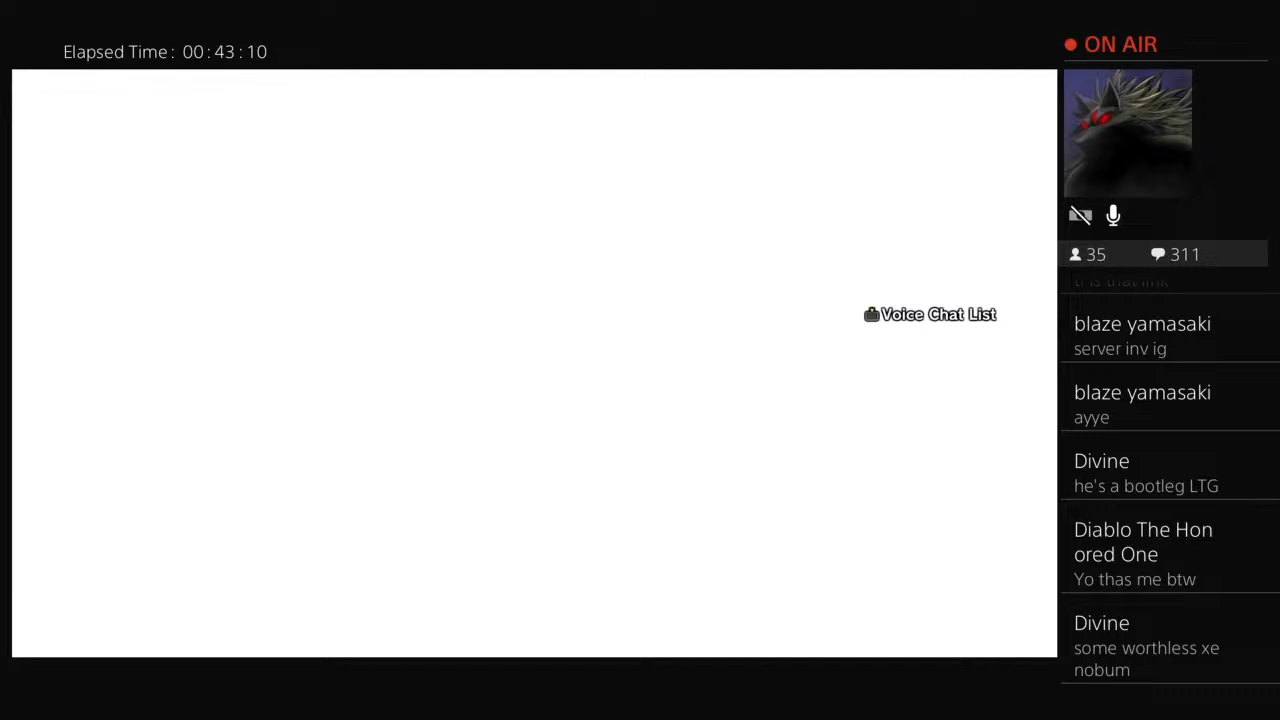 Elapsed Time: 00:43:10
ON AIR
35 311
Voice Chat List
blaze yamasaki
server inv ig
blaze yamasaki
ayye
Divine
he's a bootleg LTG
Diablo The Hon
ored One
Yo thas me btw
Divine
some worthless xe
nobum